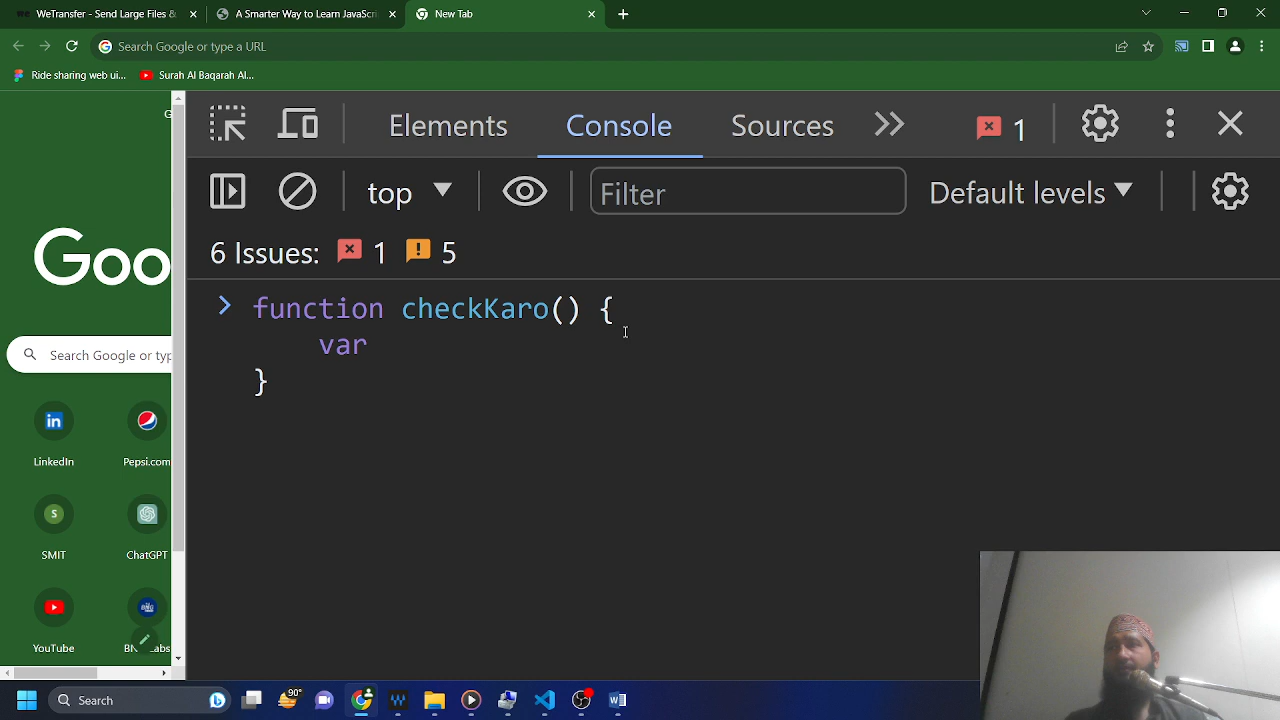 WeTransfer - Send Large Files &
A Smarter Way to Learn JavaScri
New Tab
Search Google or type a URL
Ride sharing web ui...
Surah Al Baqarah Al...
G
Elements
Console
Sources
1
top
Filter
Default levels
6 Issues:
1
5
Goo
Search Google or typ
function checkKaro() {
var
}
in
LinkedIn
Pepsi.com
S
SMIT
ChatGPT
YouTube
Search
90°